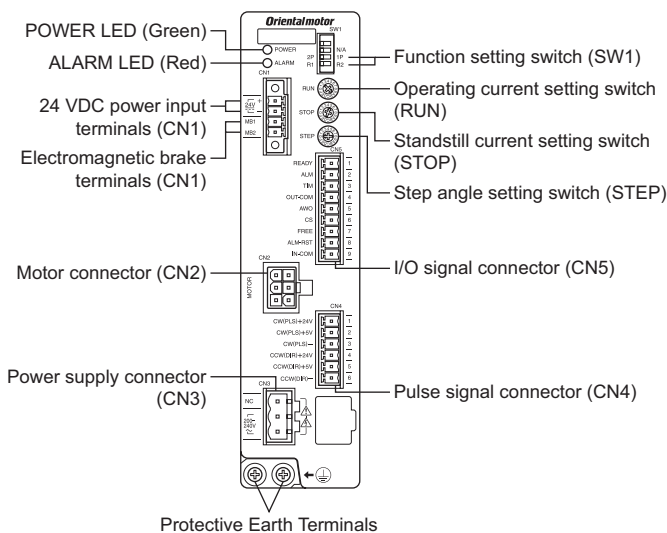 Orientalmotor
SW1
POWER LED (Green)
POWER
N/A
2P
1P
R1
R2
Function setting switch (SW1)
ALARM LED (Red)
ALARM
CN1
RUN
Operating current setting switch
(RUN)
24 VDC power input
terminals (CN1)
24V
+
STOP
Standstill current setting switch
(STOP)
MB1
MB2
Electromagnetic brake
terminals (CN1)
STEP
Step angle setting switch (STEP)
CN5
READY 1
ALM 2
TIM 3
OUT-COM 4
AWO 5
CS 6
FREE 7
ALM-RST 8
IN-COM 9
I/O signal connector (CN5)
Motor connector (CN2)
CN2
MOTOR
CN4
CW(PLS)+24V 1
CW(PLS)+5V 2
CW(PLS)− 3
CCW(DIR)+24V 4
CCW(DIR)+5V 5
CCW(DIR)− 6
Pulse signal connector (CN4)
Power supply connector
(CN3)
CN3
NC
200-
240V
Protective Earth Terminals